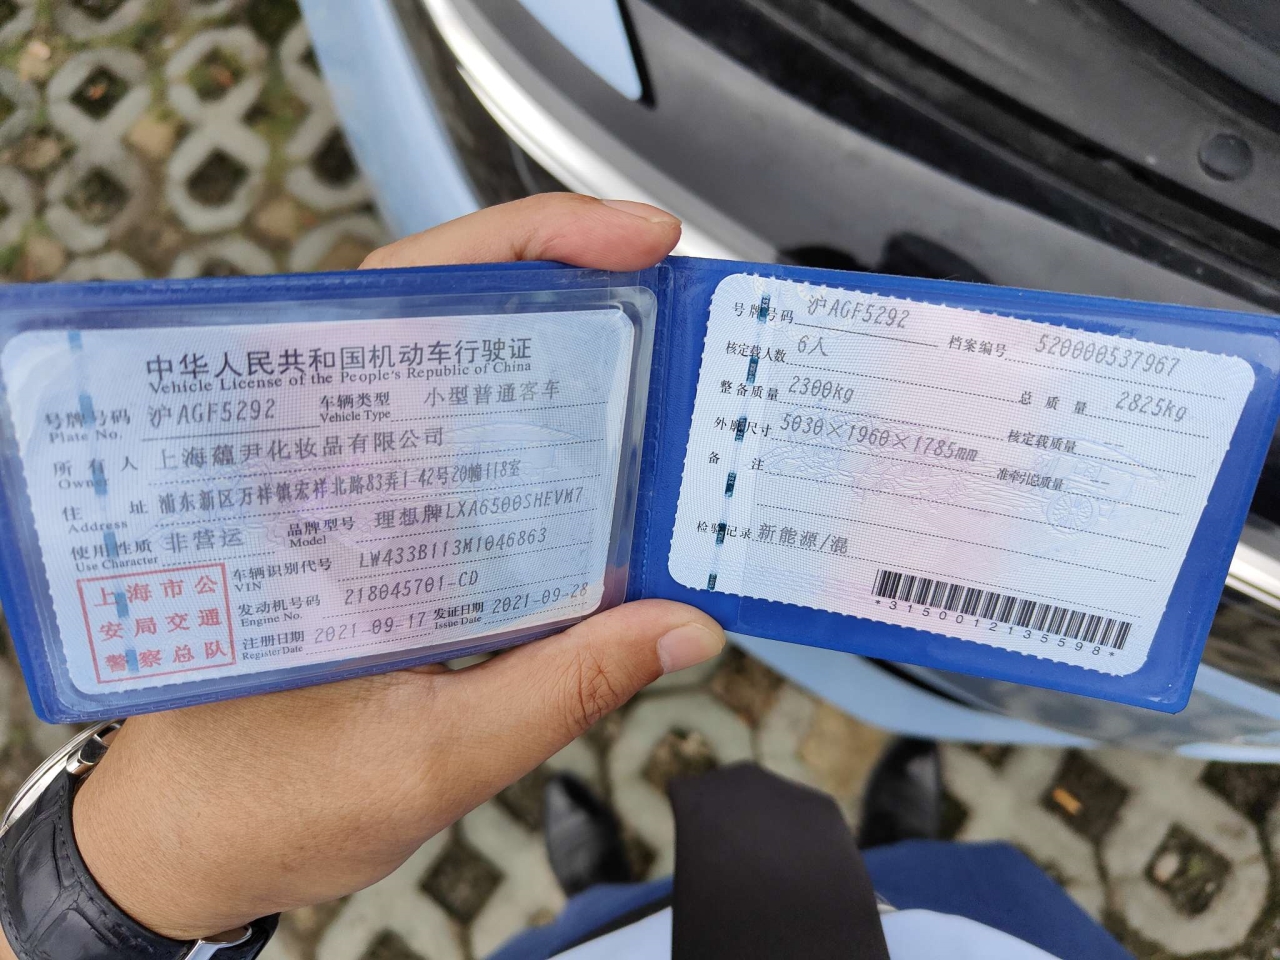 中华人民共和国机动车行驶证
Vehicle License of the People's Republic of China
号牌号码 沪AGF5292 车辆类型 小型普通客车
Plate No. Vehicle Type
所有人 上海蕴尹化妆品有限公司
Owner
住址 浦东新区万祥镇宏祥北路83弄1-42号20幢118室
Address
使用性质 非营运 品牌型号 理想牌LXA6500SHEVM7
Use Character Model
车辆识别代号 LW433B113M1046863
VIN
发动机号码 218045701-CD
Engine No.
注册日期 2021-09-17 发证日期 2021-09-28
Register Date Issue Date
上海市公
安局交通
警察总队
号牌号码 沪AGF5292 档案编号 520000537967
核定载人数 6人
整备质量 2300kg 总质量 2825kg
外廓尺寸 5030×1960×1785 核定载质量 --
备注 准牵引总质量 --
检验记录 新能源/混
*3150012135598*